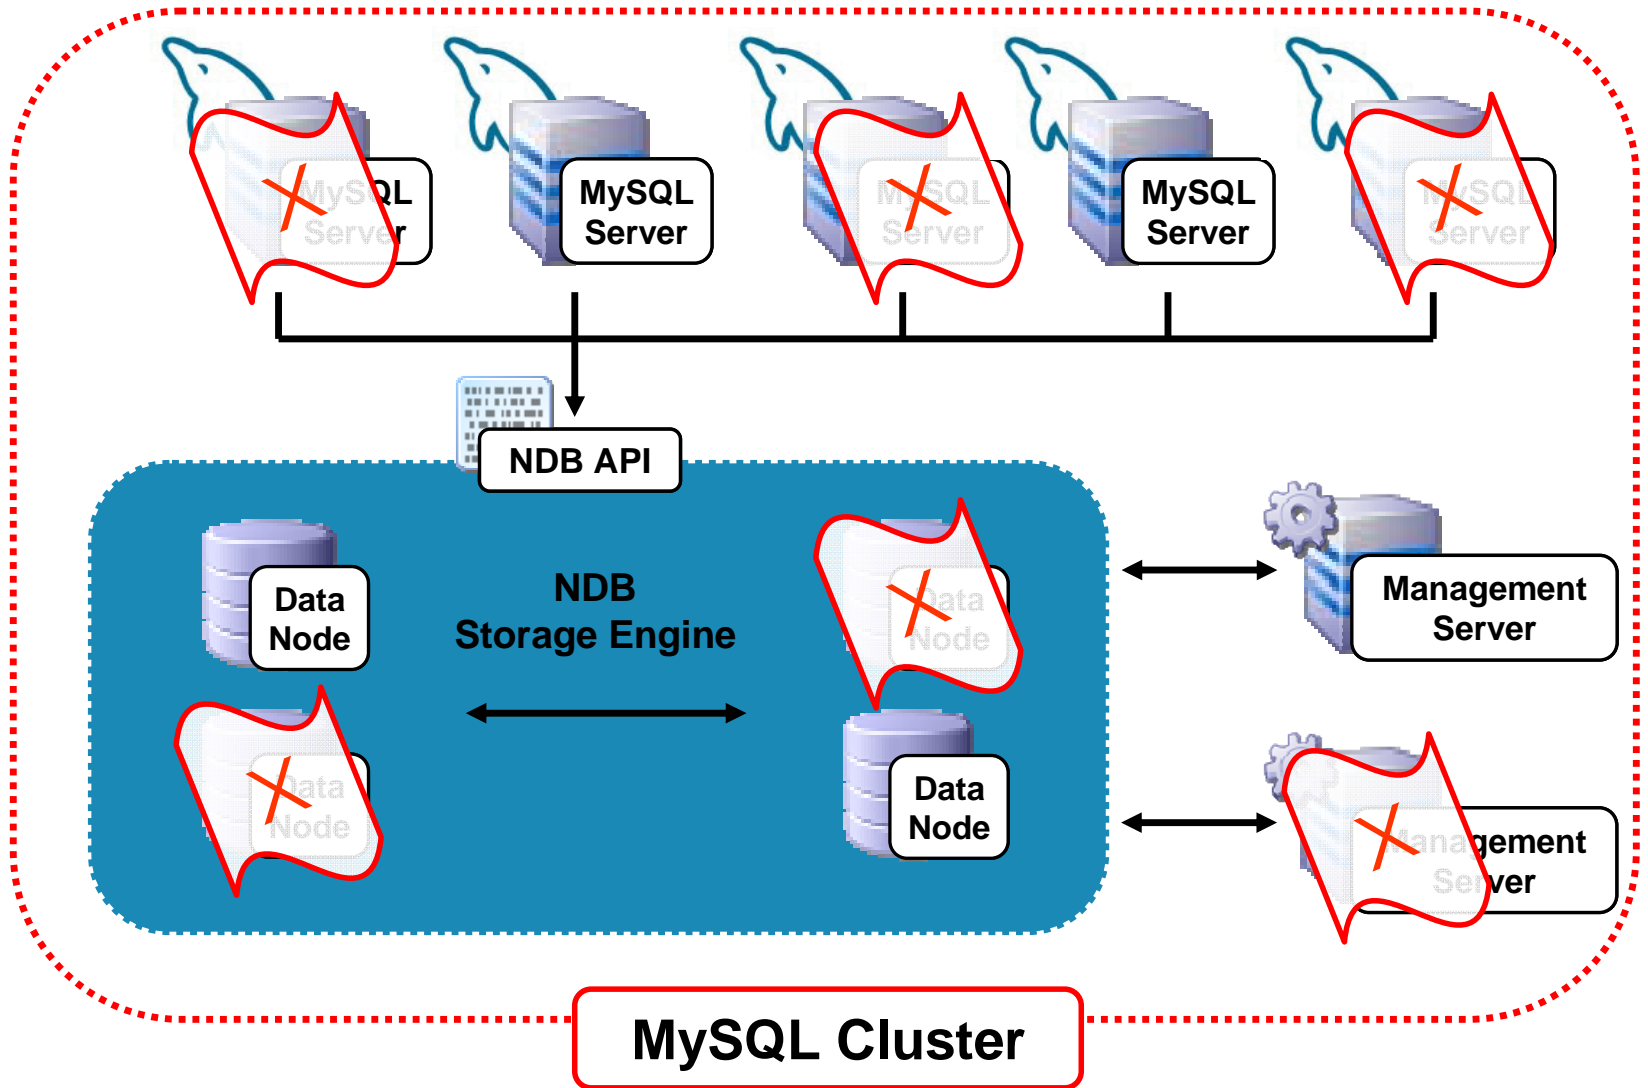 MySQL
Server
MySQL
Server
MySQL
Server
MySQL
Server
MySQL
Server
NDB API
Data
Node
NDB
Storage Engine
Data
Node
Management
Server
Data
Node
Data
Node
Management
Server
MySQL Cluster